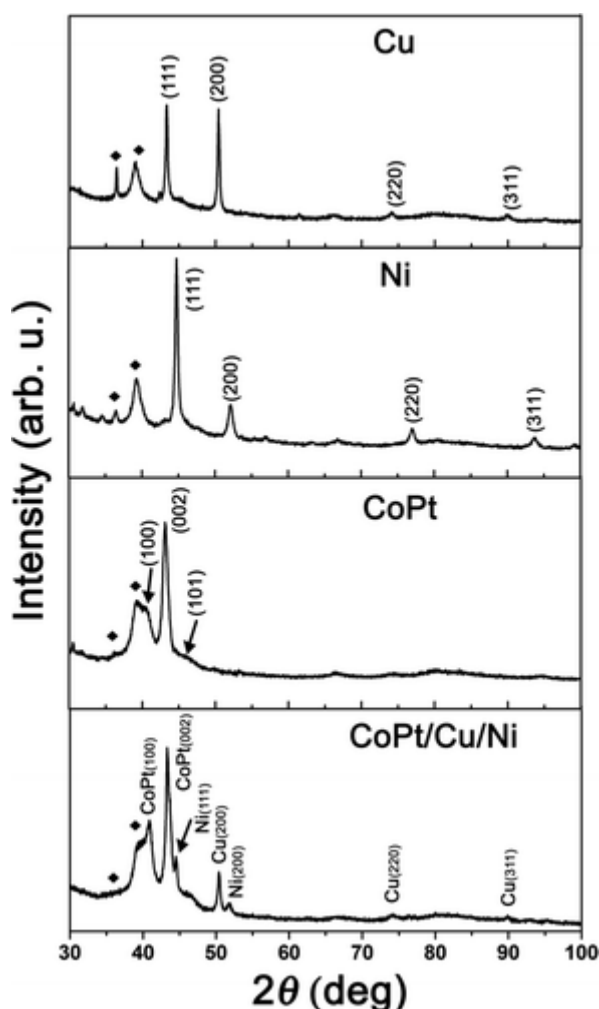 Cu
(111)
(200)
(220)
(311)
Ni
(111)
(200)
(220)
(311)
CoPt
(100)
(002)
(101)
CoPt/Cu/Ni
CoPt(100)
CoPt(002)
Ni(111)
Cu(200)
Ni(200)
Cu(220)
Cu(311)
Intensity (arb. u.)
30 40 50 60 70 80 90 100
2θ (deg)